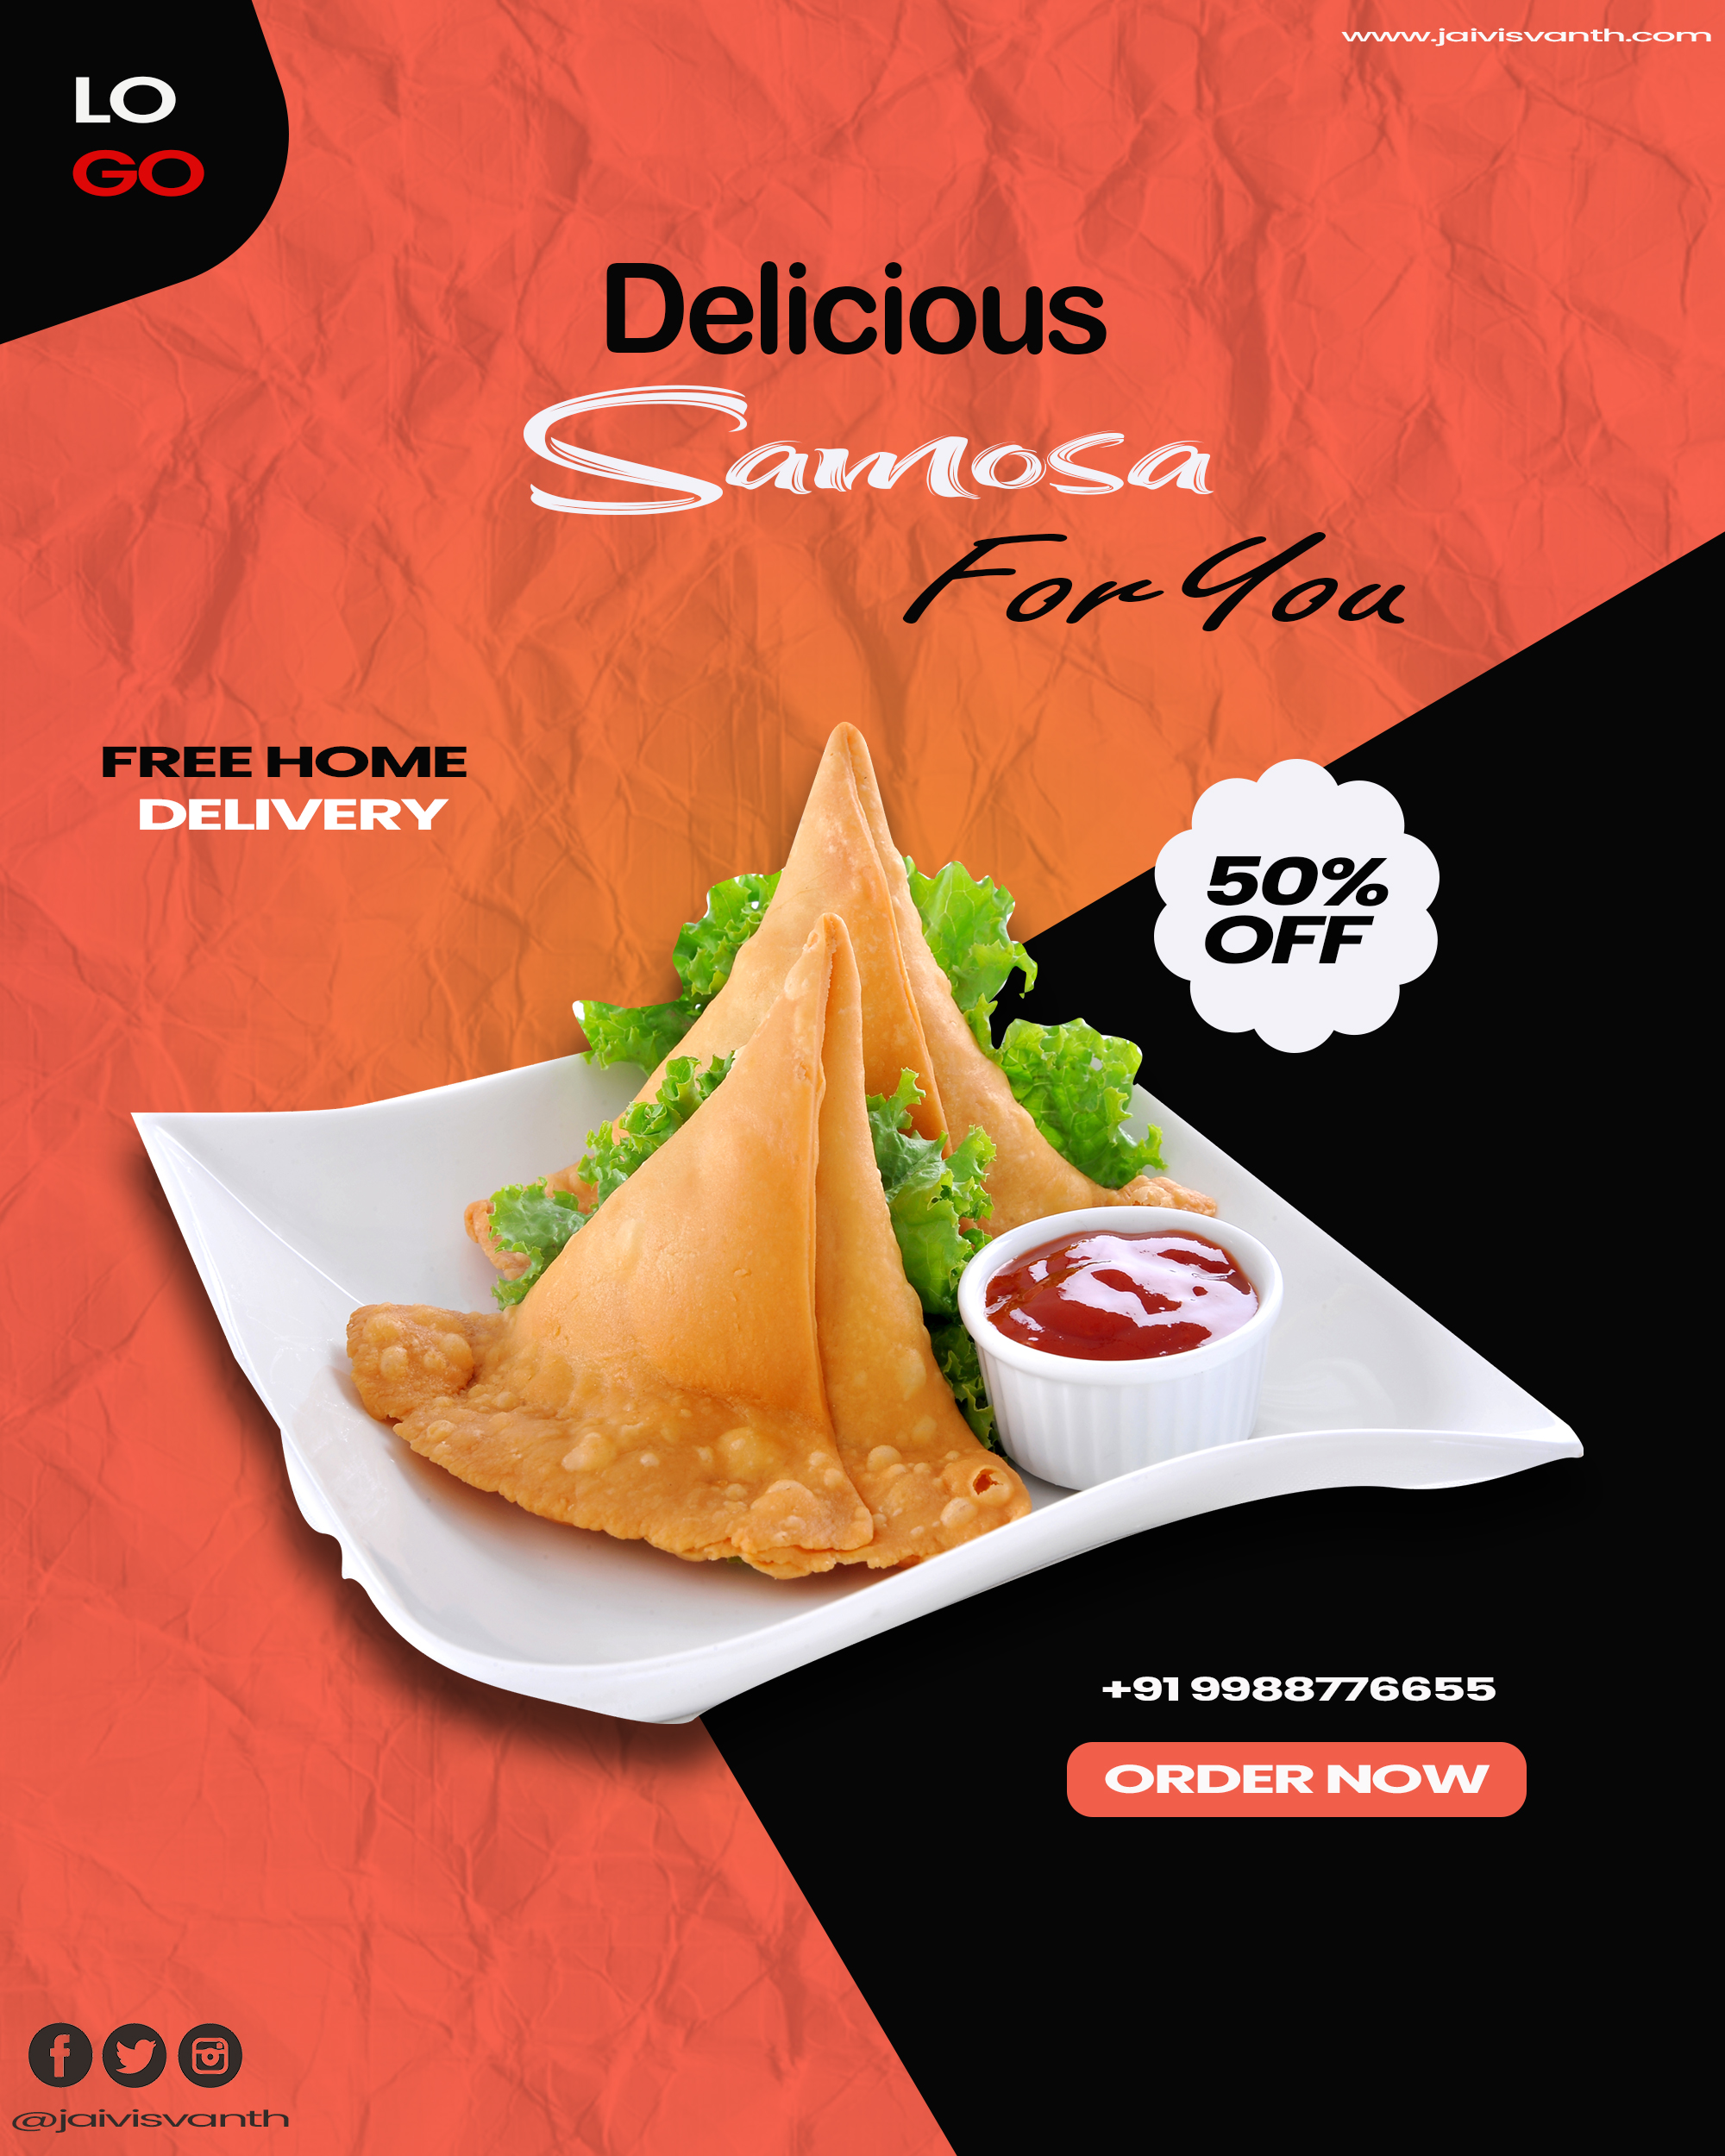 LO
GO
www.jaivisvanth.com
Delicious
Samosa
For You
FREE HOME
DELIVERY
50%
OFF
+91 9988776655
ORDER NOW
@jaivisvanth